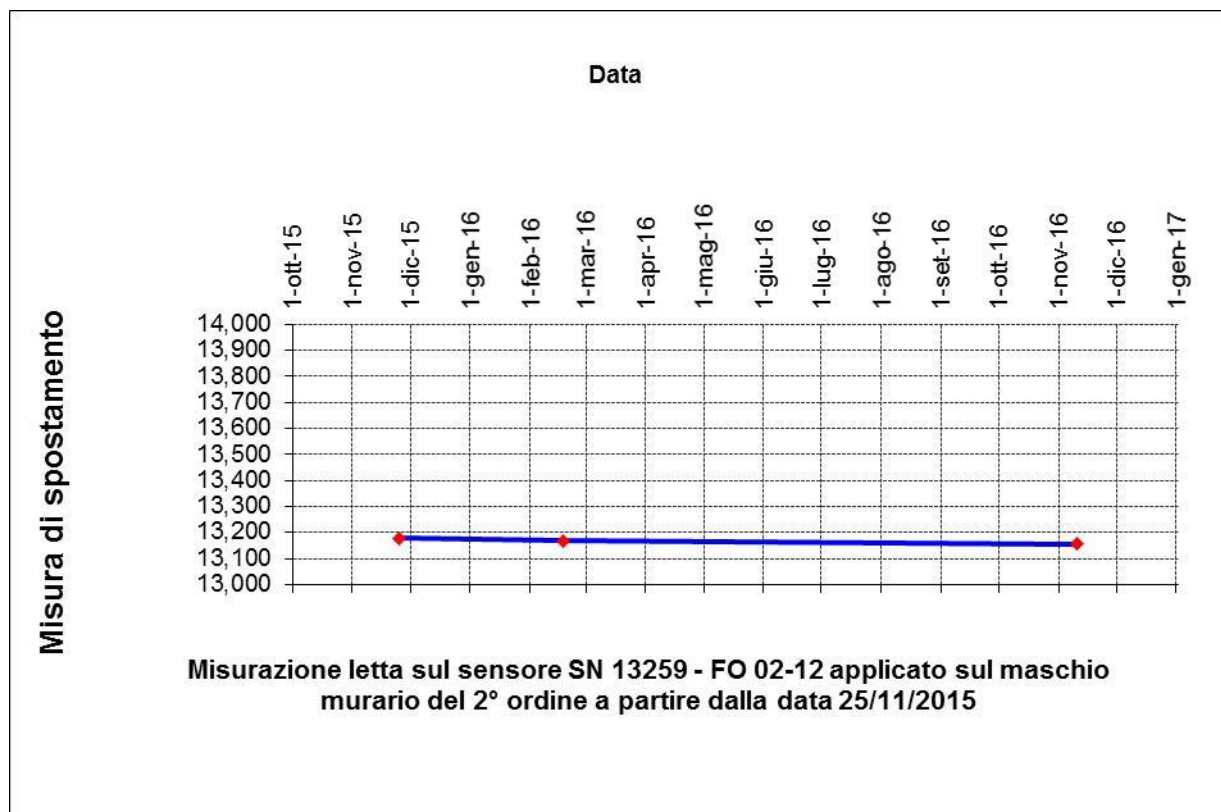 Data
1-ott-15
1-nov-15
1-dic-15
1-gen-16
1-feb-16
1-mar-16
1-apr-16
1-mag-16
1-giu-16
1-lug-16
1-ago-16
1-set-16
1-ott-16
1-nov-16
1-dic-16
1-gen-17
Misura di spostamento
14,000
13,900
13,800
13,700
13,600
13,500
13,400
13,300
13,200
13,100
13,000
Misurazione letta sul sensore SN 13259 - FO 02-12 applicato sul maschio
murario del 2° ordine a partire dalla data 25/11/2015